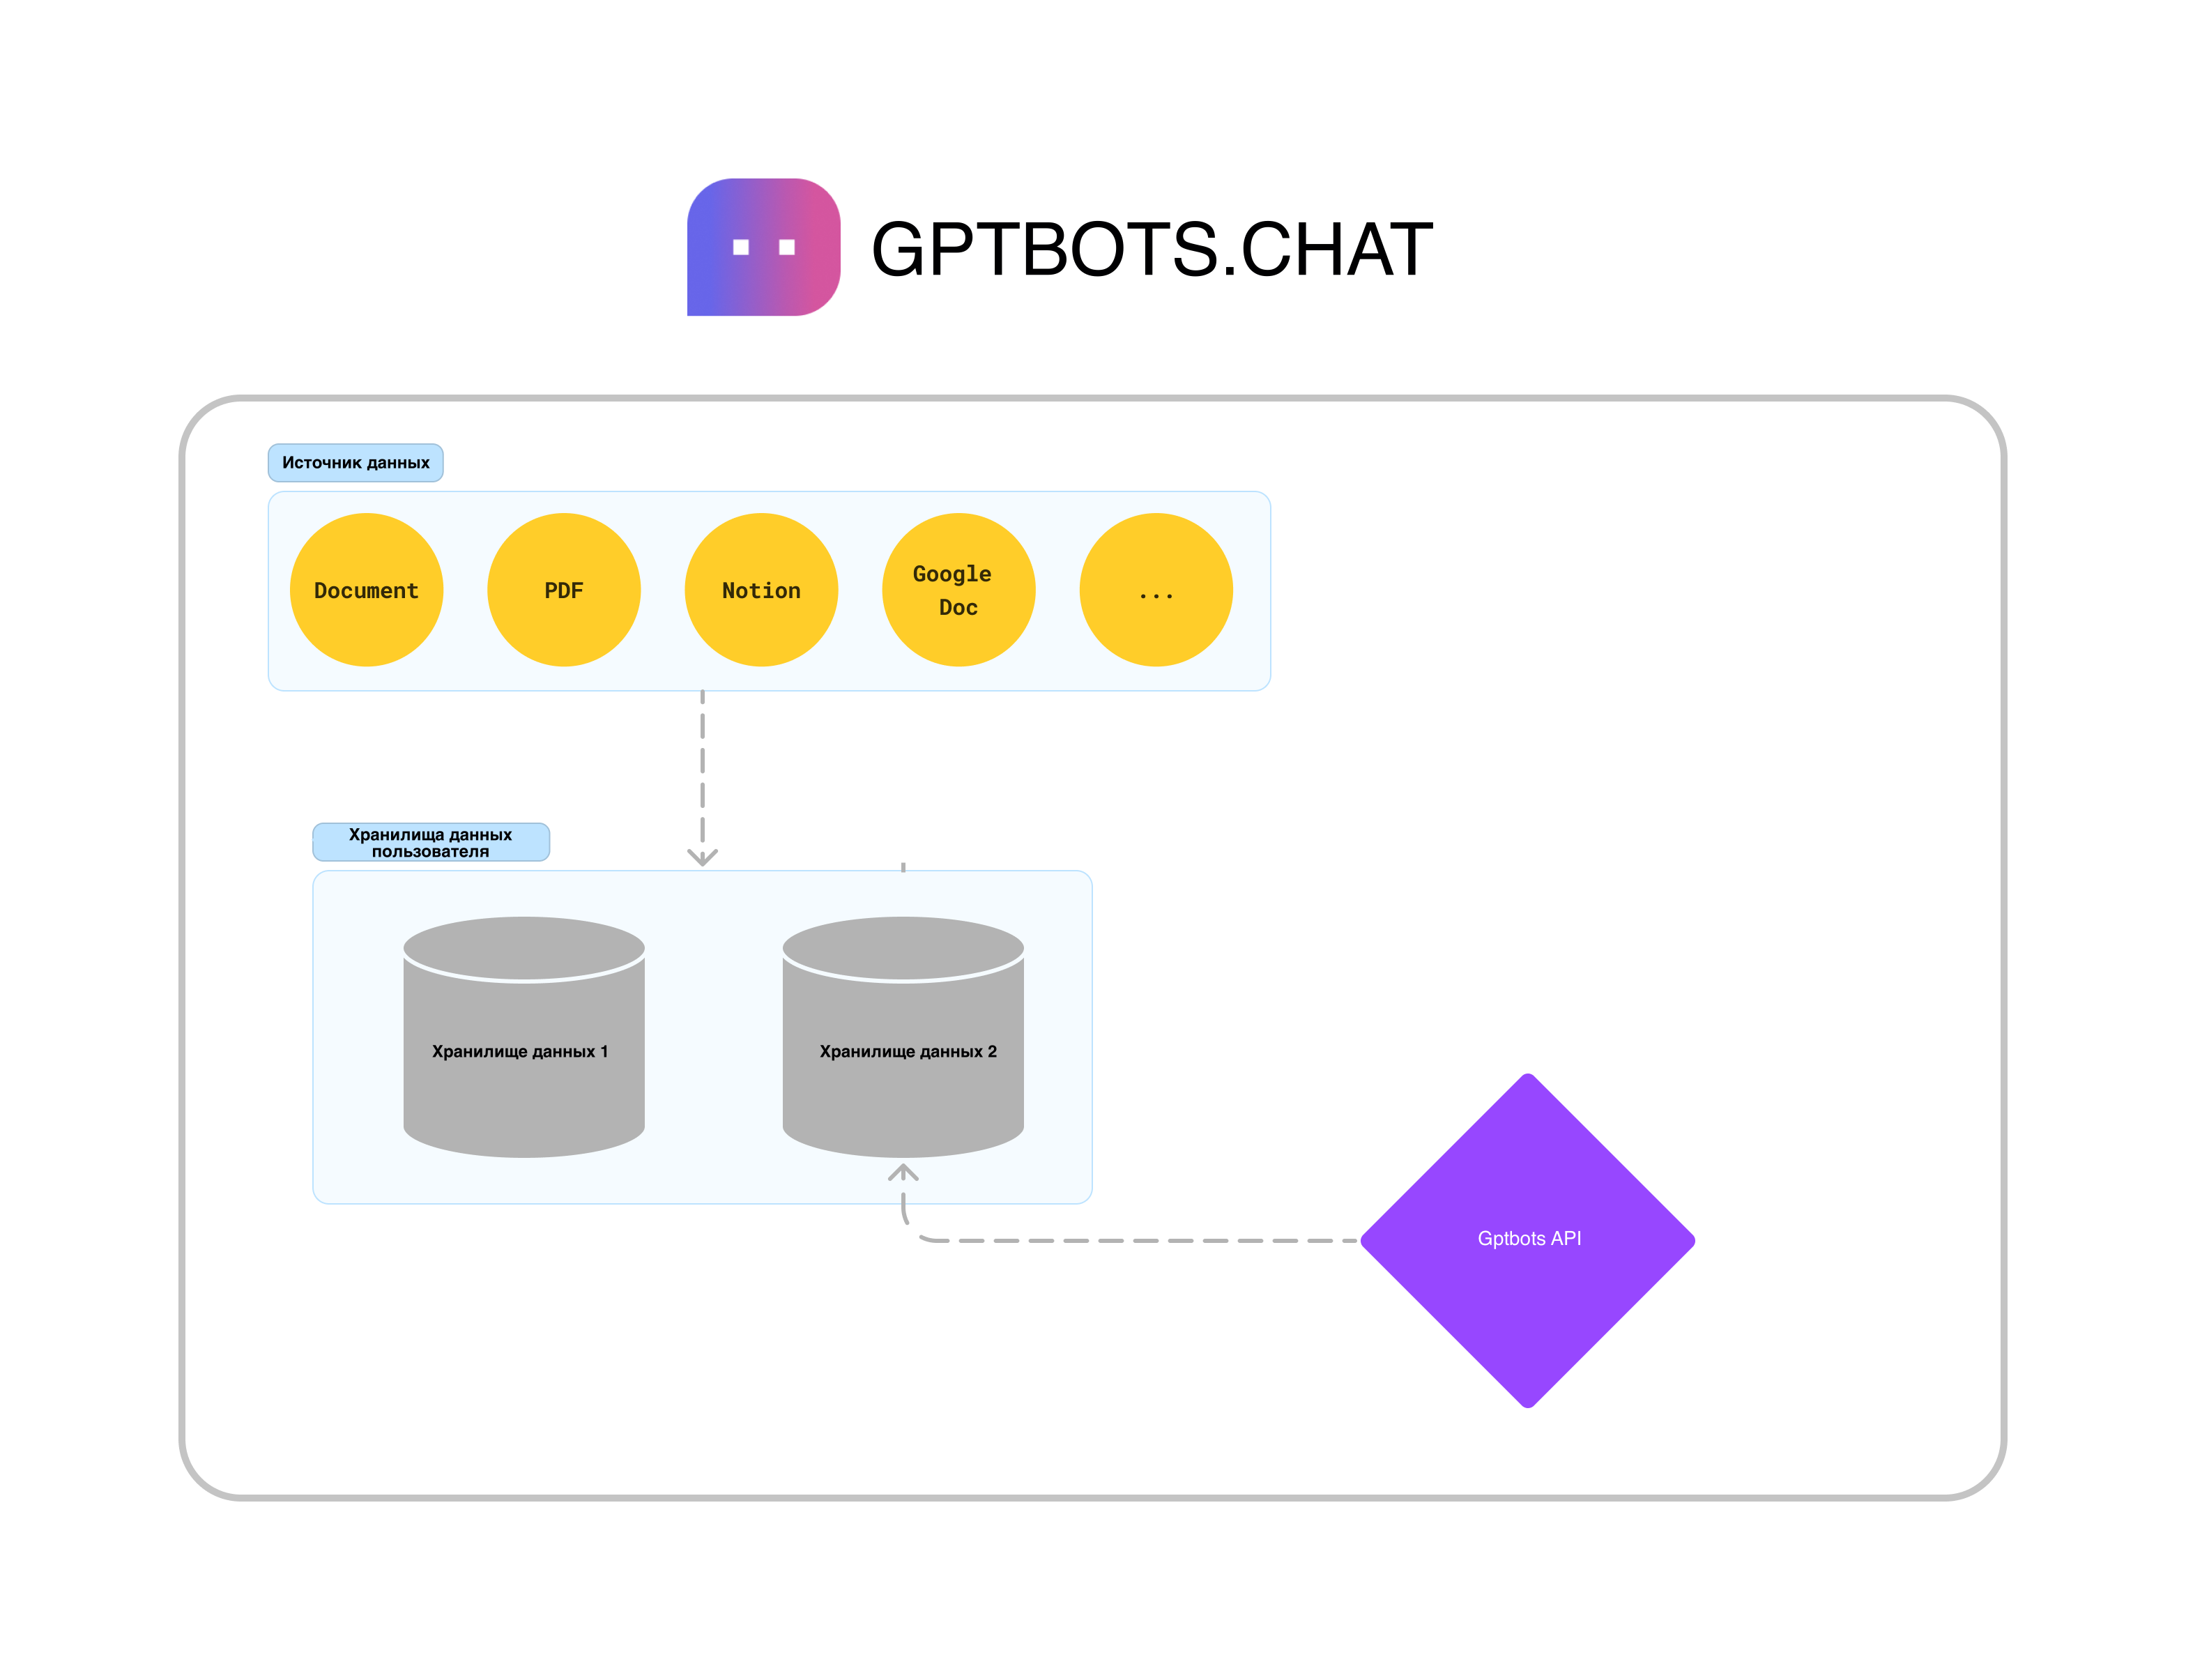 GPTBOTS.CHAT
Источник данных
Document
PDF
Notion
Google
Doc
...
Хранилища данных
пользователя
Хранилище данных 1
Хранилище данных 2
Gptbots API